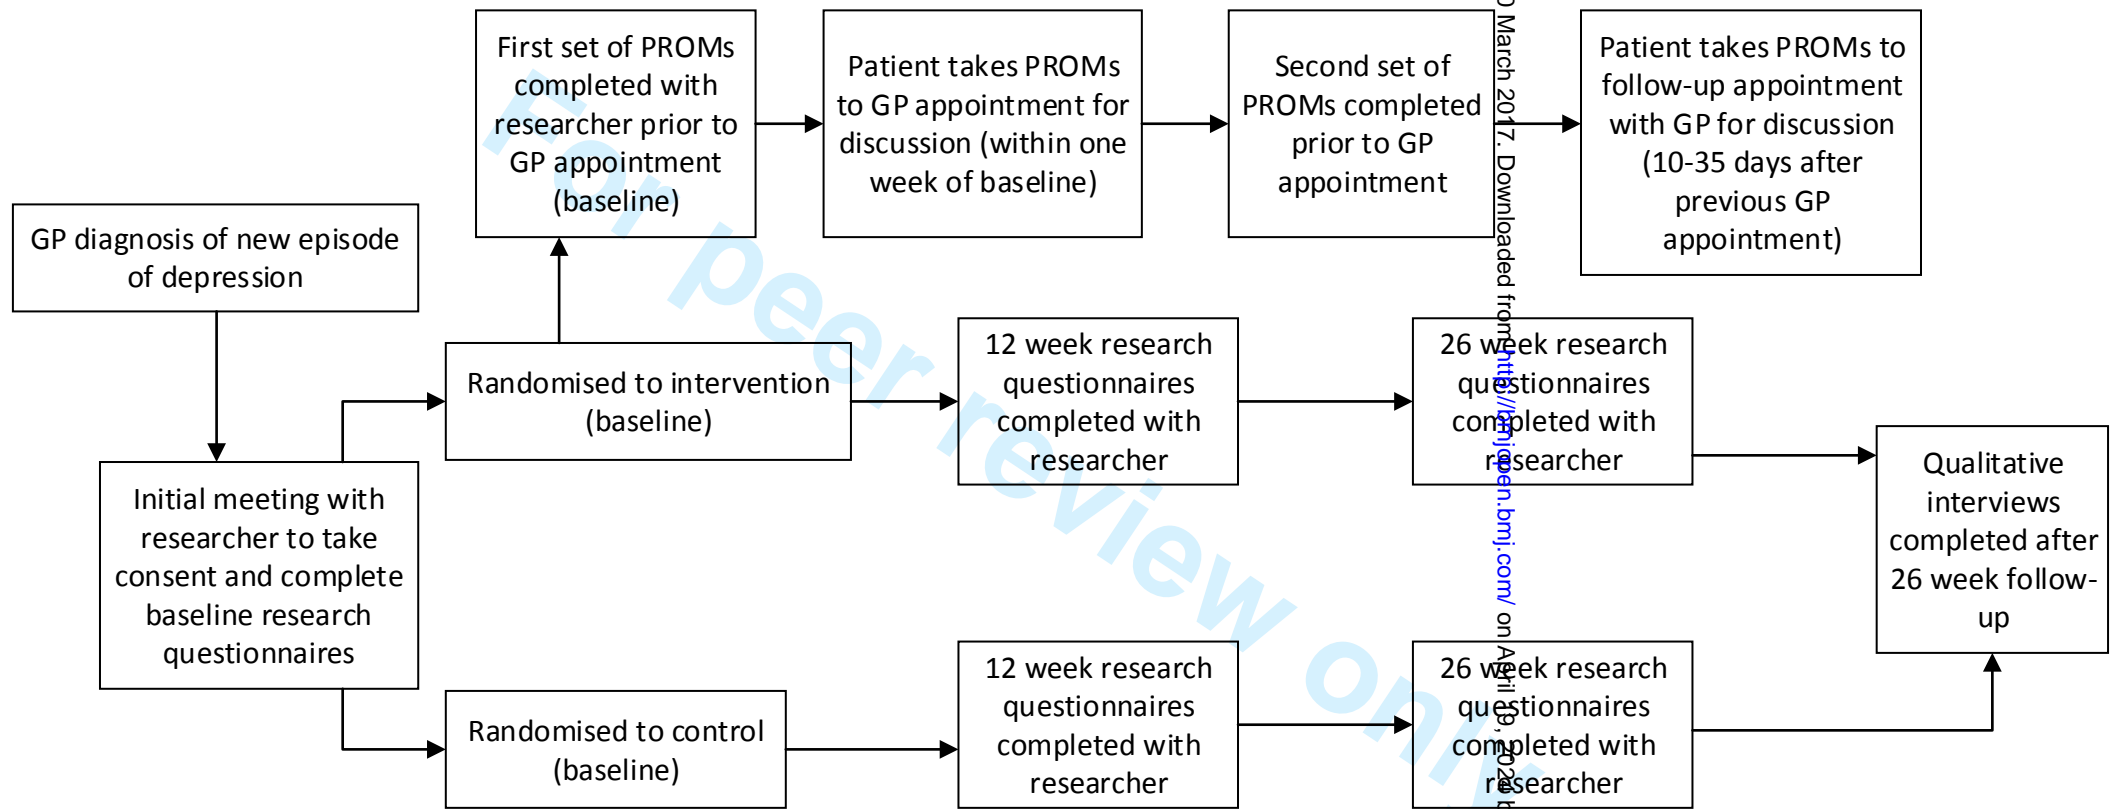 First set of PROMs
completed with
researcher prior to
GP appointment
(baseline)
Patient takes PROMs
to GP appointment for
discussion (within one
week of baseline)
Second set of
PROMs completed
prior to GP
appointment
Patient takes PROMs to
follow-up appointment
with GP for discussion
(10-35 days after
previous GP
appointment)
GP diagnosis of new episode
of depression
Initial meeting with
researcher to take
consent and complete
baseline research
questionnaires
Randomised to intervention
(baseline)
12 week research
questionnaires
completed with
researcher
26 week research
questionnaires
completed with
researcher
Randomised to control
(baseline)
12 week research
questionnaires
completed with
researcher
26 week research
questionnaires
completed with
researcher
Qualitative
interviews
completed after
26 week follow-
up
For peer review only
March 2017. Downloaded from http://bmjopen.bmj.com/ on April 19, 2024